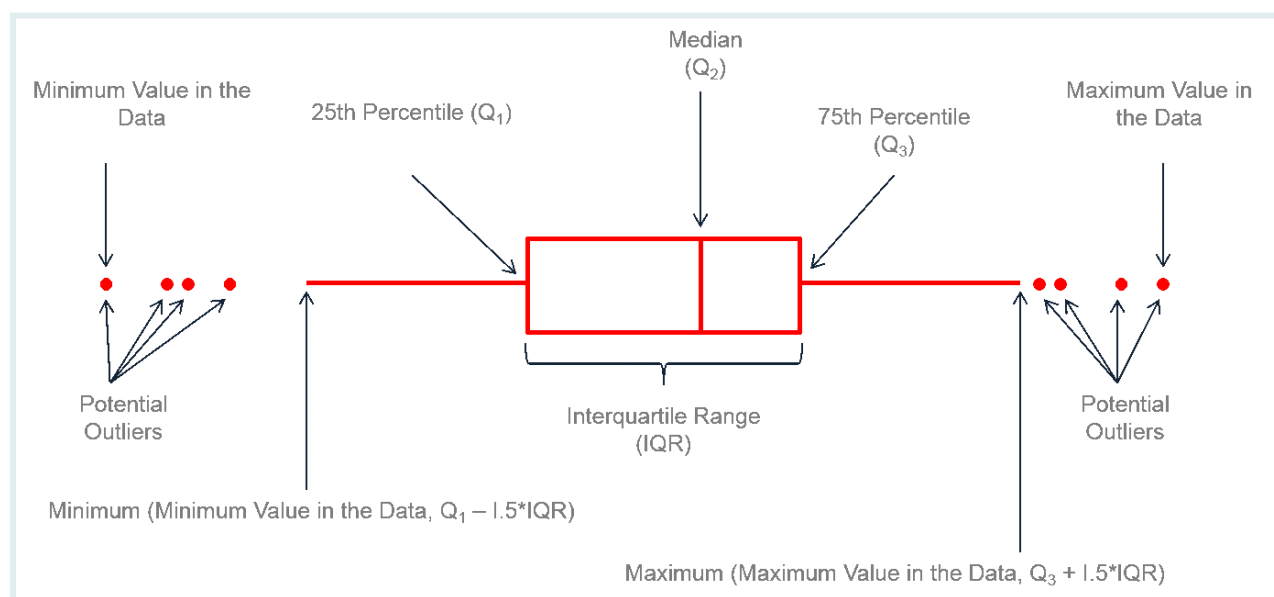 Median
(Q₂)
Minimum Value in the
Data
Maximum Value in
the Data
25th Percentile (Q₁)
75th Percentile
(Q₃)
Potential
Outliers
Interquartile Range
(IQR)
Potential
Outliers
Minimum (Minimum Value in the Data, Q₁ – I.5*IQR)
Maximum (Maximum Value in the Data, Q₃ + I.5*IQR)